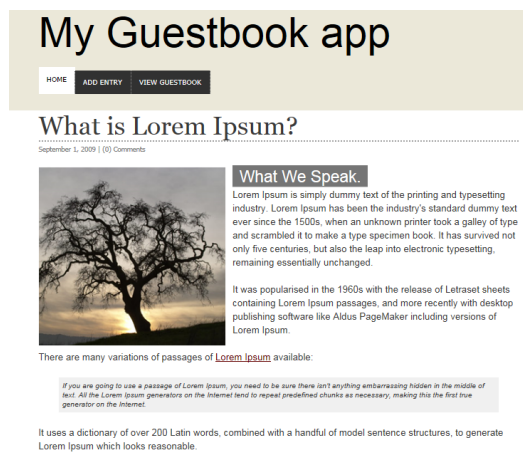 My Guestbook app
HOME ADD ENTRY VIEW GUESTBOOK
What is Lorem Ipsum?
September 1, 2009 | (0) Comments
What We Speak.
Lorem Ipsum is simply dummy text of the printing and typesetting
industry. Lorem Ipsum has been the industry's standard dummy text
ever since the 1500s, when an unknown printer took a galley of type
and scrambled it to make a type specimen book. It has survived not
only five centuries, but also the leap into electronic typesetting,
remaining essentially unchanged.
It was popularised in the 1960s with the release of Letraset sheets
containing Lorem Ipsum passages, and more recently with desktop
publishing software like Aldus PageMaker including versions of
Lorem Ipsum.
There are many variations of passages of Lorem Ipsum available:
If you are going to use a passage of Lorem Ipsum, you need to be sure there isn't anything embarrassing hidden in the middle of
text. All the Lorem Ipsum generators on the Internet tend to repeat predefined chunks as necessary, making this the first true
generator on the Internet.
It uses a dictionary of over 200 Latin words, combined with a handful of model sentence structures, to generate
Lorem Ipsum which looks reasonable.